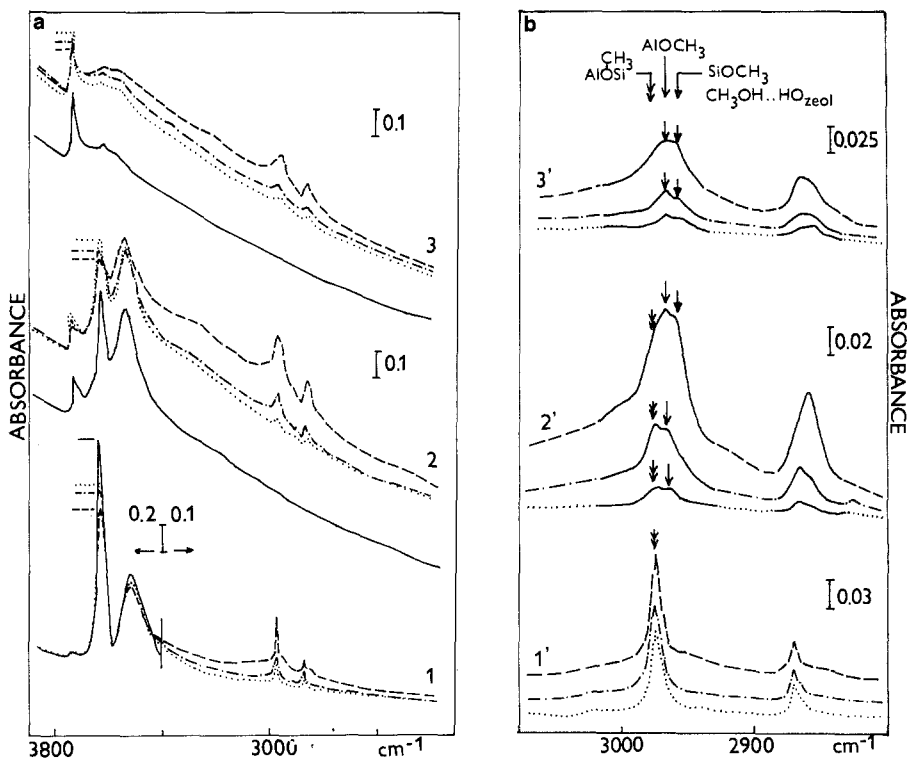 a
0.1
3
0.1
2
0.2 0.1
1
ABSORBANCE
3800
3000
cm⁻¹
b
AlOCH₃
CH₃
AlOSi
SiOCH₃
CH₃OH..HOzeol
0.025
3'
0.02
2'
0.03
1'
ABSORBANCE
3000
2900
cm⁻¹